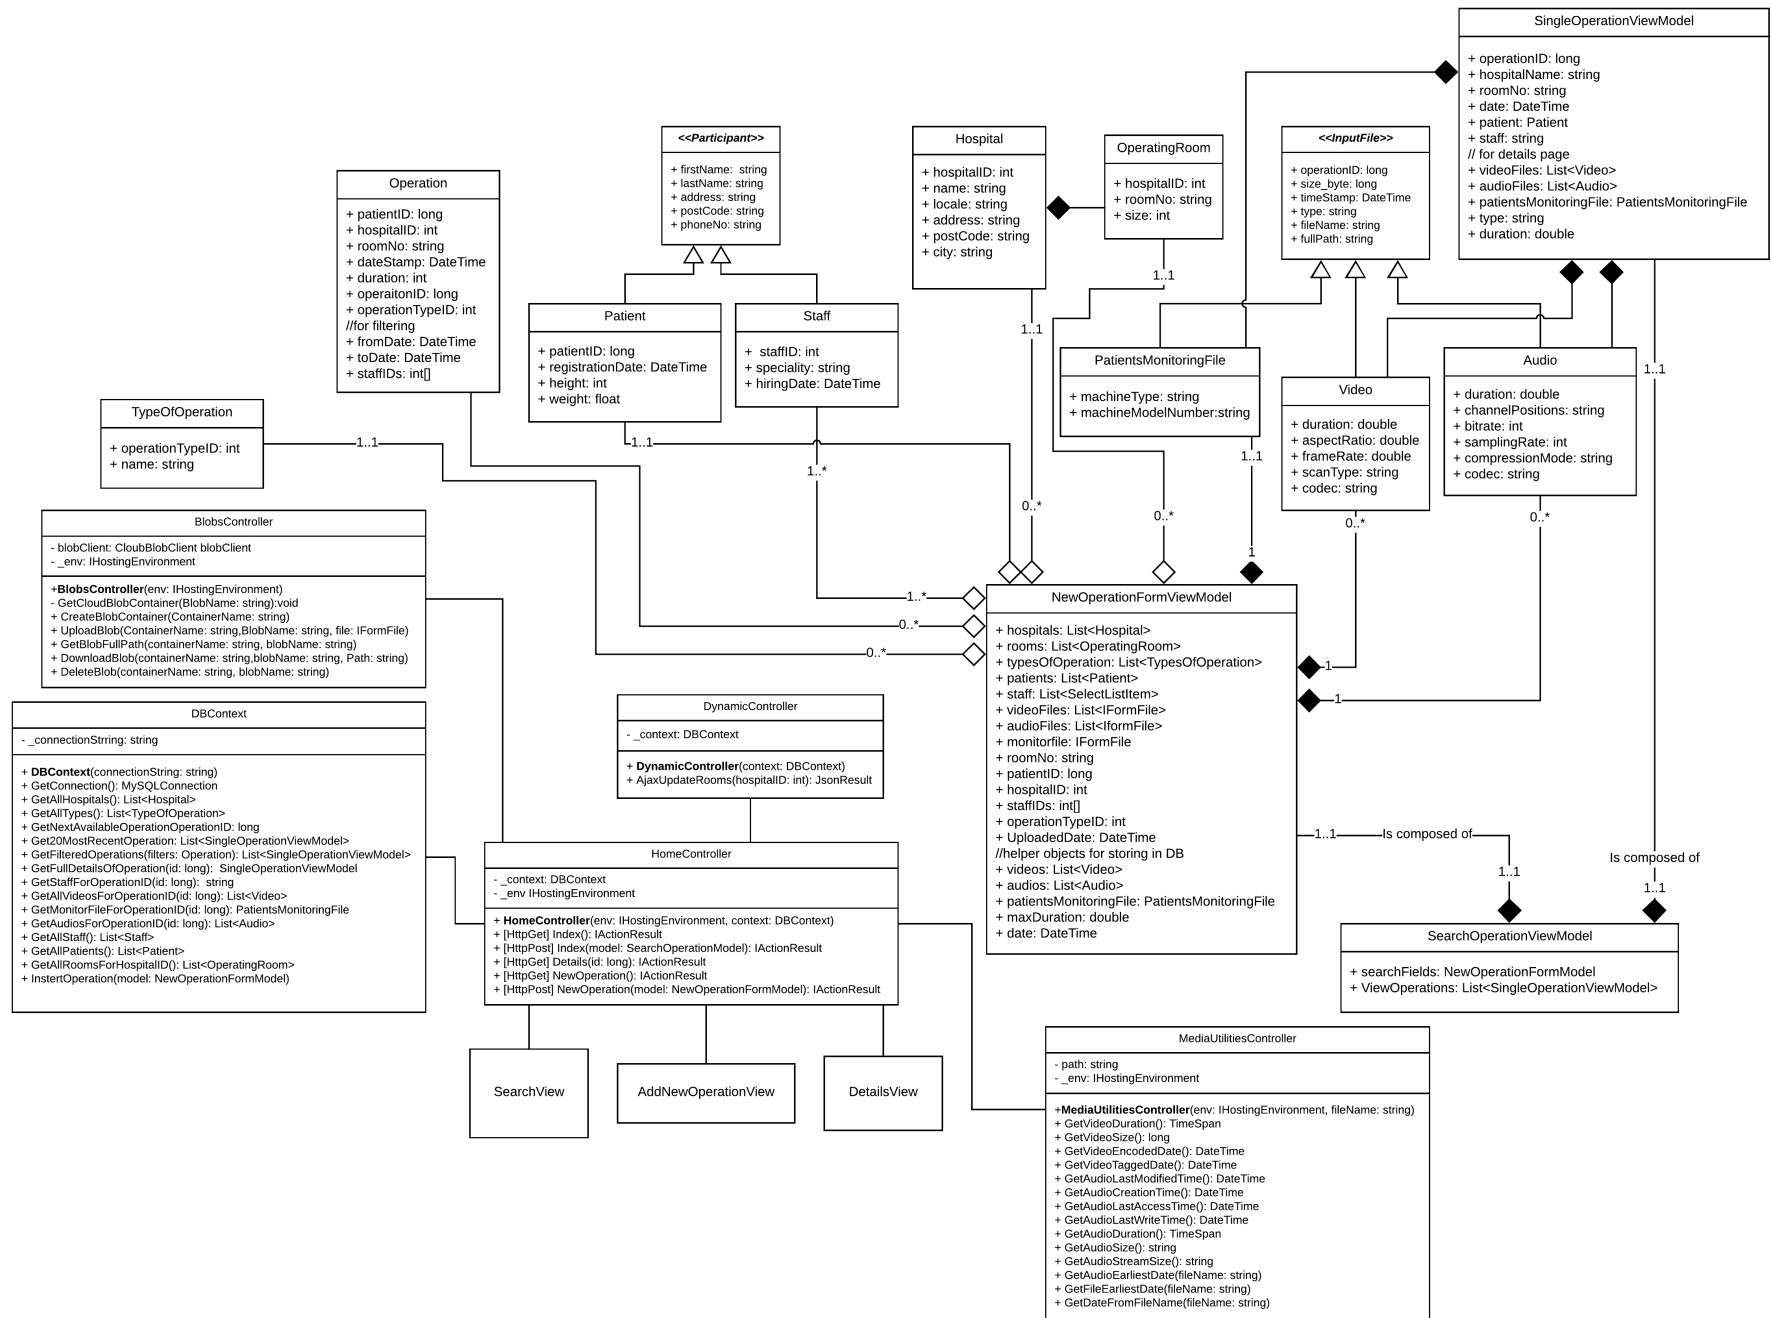 SingleOperationViewModel
+ operationID: long
+ hospitalName: string
+ roomNo: string
+ date: DateTime
+ patient: Patient
+ staff: string
// for details page
+ videoFiles: List<Video>
+ audioFiles: List<Audio>
+ patientsMonitoringFile: PatientsMonitoringFile
+ type: string
+ duration: double
<<Participant>>
+ firstName:  string
+ lastName: string
+ address: string
+ postCode: string
+ phoneNo: string
Hospital
+ hospitalID: int
+ name: string
+ locale: string
+ address: string
+ postCode: string
+ city: string
OperatingRoom
+ hospitalID: int
+ roomNo: string
+ size: int
<<InputFile>>
+ operationID: long
+ size_byte: long
+ timeStamp: DateTime
+ type: string
+ fileName: string
+ fullPath: string
Operation
+ patientID: long
+ hospitalID: int
+ roomNo: string
+ dateStamp: DateTime
+ duration: int
+ operaitonID: long
+ operationTypeID: int
//for filtering
+ fromDate: DateTime
+ toDate: DateTime
+ staffIDs: int[]
Patient
+ patientID: long
+ registrationDate: DateTime
+ height: int
+ weight: float
Staff
+  staffID: int
+ speciality: string
+ hiringDate: DateTime
1..1
1..1
PatientsMonitoringFile
+ machineType: string
+ machineModelNumber:string
Video
+ duration: double
+ aspectRatio: double
+ frameRate: double
+ scanType: string
+ codec: string
Audio
+ duration: double
+ channelPositions: string
+ bitrate: int
+ samplingRate: int
+ compressionMode: string
+ codec: string
1..1
TypeOfOperation
+ operationTypeID: int
+ name: string
1..1
1..1
1..*
1..1
0..*
0..*
0..*
0..*
1
BlobsController
- blobClient: CloubBlobClient blobClient
- _env: IHostingEnvironment
+BlobsController(env: IHostingEnvironment)
- GetCloudBlobContainer(BlobName: string):void
+ CreateBlobContainer(ContainerName: string)
+ UploadBlob(ContainerName: string,BlobName: string, file: IFormFile)
+ GetBlobFullPath(containerName: string, blobName: string)
+ DownloadBlob(containerName: string,blobName: string, Path: string)
+ DeleteBlob(containerName: string, blobName: string)
1..*
0..*
0..*
NewOperationFormViewModel
+ hospitals: List<Hospital>
+ rooms: List<OperatingRoom>
+ typesOfOperation: List<TypesOfOperation>
+ patients: List<Patient>
+ staff: List<SelectListItem>
+ videoFiles: List<IFormFile>
+ audioFiles: List<IformFile>
+ monitorfile: IFormFile
+ roomNo: string
+ patientID: long
+ hospitalID: int
+ staffIDs: int[]
+ operationTypeID: int
+ UploadedDate: DateTime
//helper objects for storing in DB
+ videos: List<Video>
+ audios: List<Audio>
+ patientsMonitoringFile: PatientsMonitoringFile
+ maxDuration: double
+ date: DateTime
1
1
DBContext
- _connectionStrring: string
+ DBContext(connectionString: string)
+ GetConnection(): MySQLConnection
+ GetAllHospitals(): List<Hospital>
+ GetAllTypes(): List<TypeOfOperation>
+ GetNextAvailableOperationOperationID: long
+ Get20MostRecentOperation: List<SingleOperationViewModel>
+ GetFilteredOperations(filters: Operation): List<SingleOperationViewModel>
+ GetFullDetailsOfOperation(id: long):  SingleOperationViewModel
+ GetStaffForOperationID(id: long):  string
+ GetAllVideosForOperationID(id: long): List<Video>
+ GetMonitorFileForOperationID(id: long): PatientsMonitoringFile
+ GetAudiosForOperationID(id: long): List<Audio>
+ GetAllStaff(): List<Staff>
+ GetAllPatients(): List<Patient>
+ GetAllRoomsForHospitalID(): List<OperatingRoom>
+ InstertOperation(model: NewOperationFormModel)
DynamicController
- _context: DBContext
+ DynamicController(context: DBContext)
+ AjaxUpdateRooms(hospitalID: int): JsonResult
HomeController
- _context: DBContext
- _env IHostingEnvironment
+ HomeController(env: IHostingEnvironment, context: DBContext)
+ [HttpGet] Index(): IActionResult
+ [HttpPost] Index(model: SearchOperationModel): IActionResult
+ [HttpGet] Details(id: long): IActionResult
+ [HttpGet] NewOperation(): IActionResult
+ [HttpPost] NewOperation(model: NewOperationFormModel): IActionResult
1..1
Is composed of
1..1
Is composed of
1..1
SearchOperationViewModel
+ searchFields: NewOperationFormModel
+ ViewOperations: List<SingleOperationViewModel>
SearchView
AddNewOperationView
DetailsView
MediaUtilitiesController
- path: string
- _env: IHostingEnvironment
+MediaUtilitiesController(env: IHostingEnvironment, fileName: string)
+ GetVideoDuration(): TimeSpan
+ GetVideoSize(): long
+ GetVideoEncodedDate(): DateTime
+ GetVideoTaggedDate(): DateTime
+ GetAudioLastModifiedTime(): DateTime
+ GetAudioCreationTime(): DateTime
+ GetAudioLastAccessTime(): DateTime
+ GetAudioLastWriteTime(): DateTime
+ GetAudioDuration(): TimeSpan
+ GetAudioSize(): string
+ GetAudioStreamSize(): string
+ GetAudioEarliestDate(fileName: string)
+ GetFileEarliestDate(fileName: string)
+ GetDateFromFileName(fileName: string)